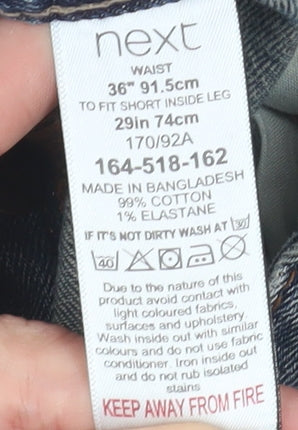 next
WAIST
36" 91.5cm
TO FIT SHORT INSIDE LEG
29in 74cm
170/92A
164-518-162
MADE IN BANGLADESH
99% COTTON
1% ELASTANE
IF IT'S NOT DIRTY WASH AT 30
40
Due to the nature of this
product avoid contact with
light coloured fabrics,
surfaces and upholstery.
Wash inside out with similar
colours and do not use fabric
conditioner. Iron inside out
and do not rub isolated
stains
KEEP AWAY FROM FIRE